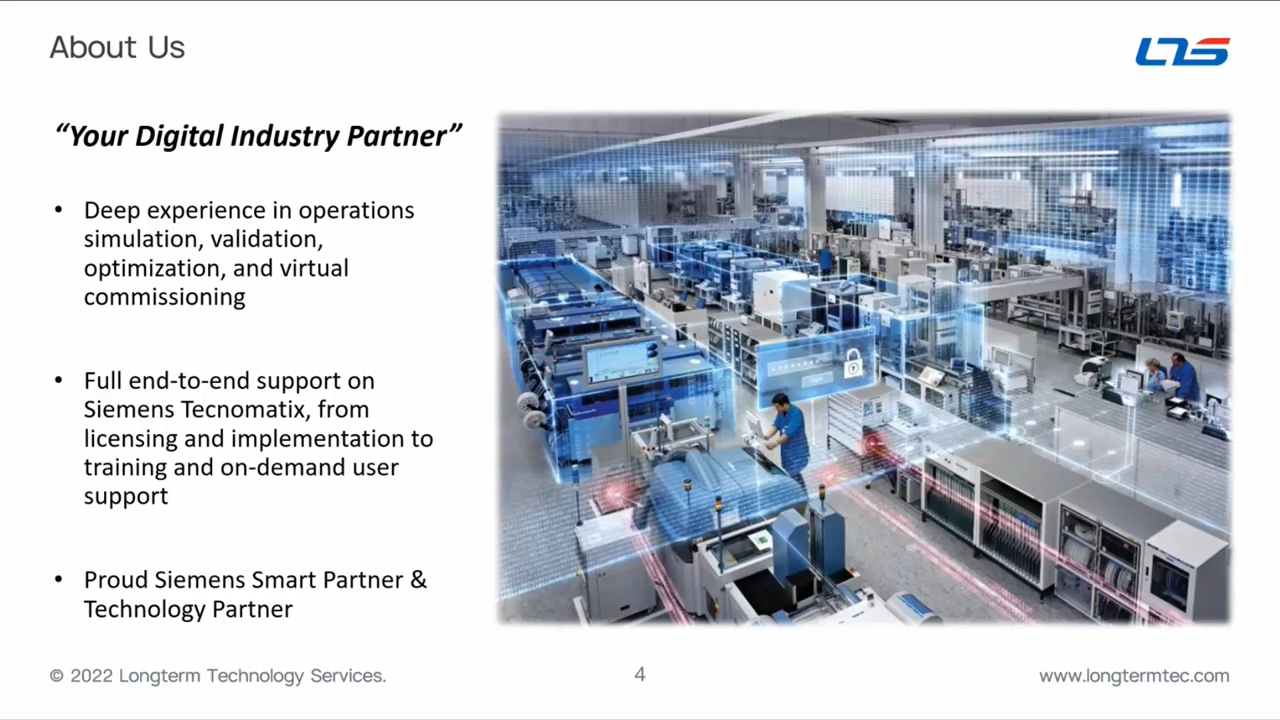 About Us
LTS
“Your Digital Industry Partner”
• Deep experience in operations
simulation, validation,
optimization, and virtual
commissioning
• Full end-to-end support on
Siemens Tecnomatix, from
licensing and implementation to
training and on-demand user
support
• Proud Siemens Smart Partner &
Technology Partner
© 2022 Longterm Technology Services.
4
www.longtermtec.com